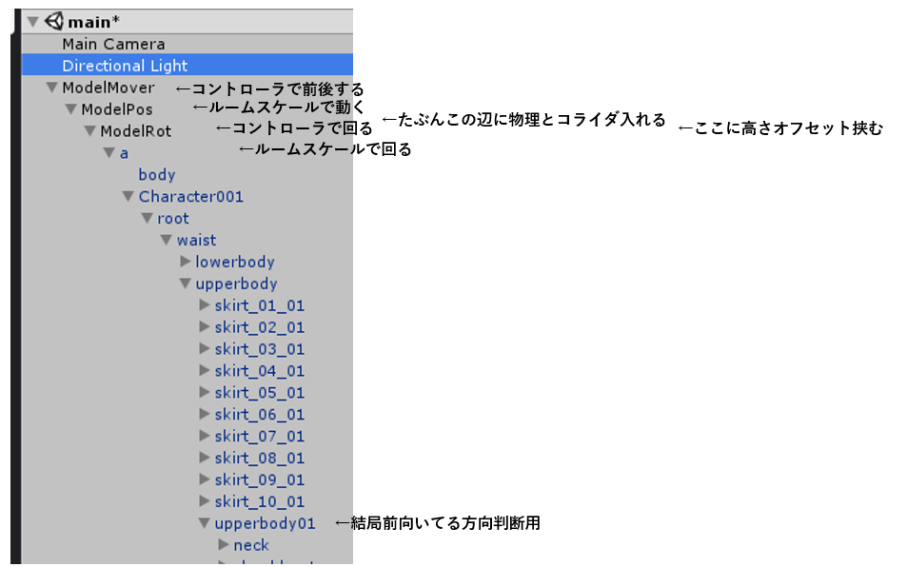 main*
Main Camera
Directional Light
ModelMover ←コントローラで前後する
ModelPos ←ルームスケールで動く
←たぶんこの辺に物理とコライダ入れる
ModelRot ←コントローラで回る
←ここに高さオフセット挟む
a ←ルームスケールで回る
body
Character001
root
waist
lowerbody
upperbody
skirt_01_01
skirt_02_01
skirt_03_01
skirt_04_01
skirt_05_01
skirt_06_01
skirt_07_01
skirt_08_01
skirt_09_01
skirt_10_01
upperbody01 ←結局前向いてる方向判断用
neck